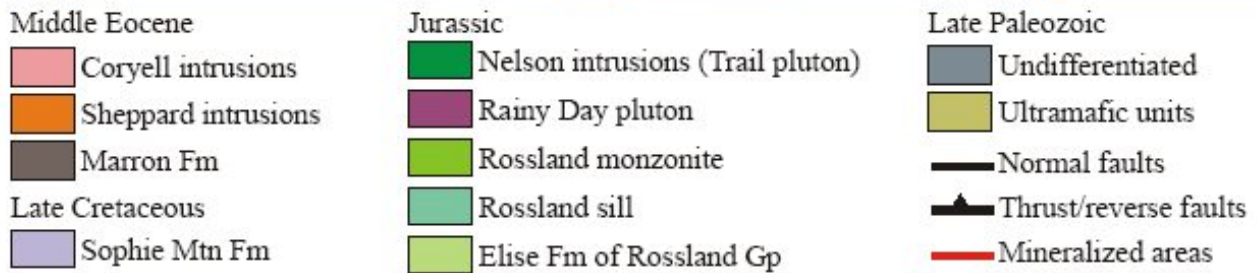 Middle Eocene
Coryell intrusions
Sheppard intrusions
Marron Fm
Late Cretaceous
Sophie Mtn Fm
Jurassic
Nelson intrusions (Trail pluton)
Rainy Day pluton
Rossland monzonite
Rossland sill
Elise Fm of Rossland Gp
Late Paleozoic
Undifferentiated
Ultramafic units
Normal faults
Thrust/reverse faults
Mineralized areas